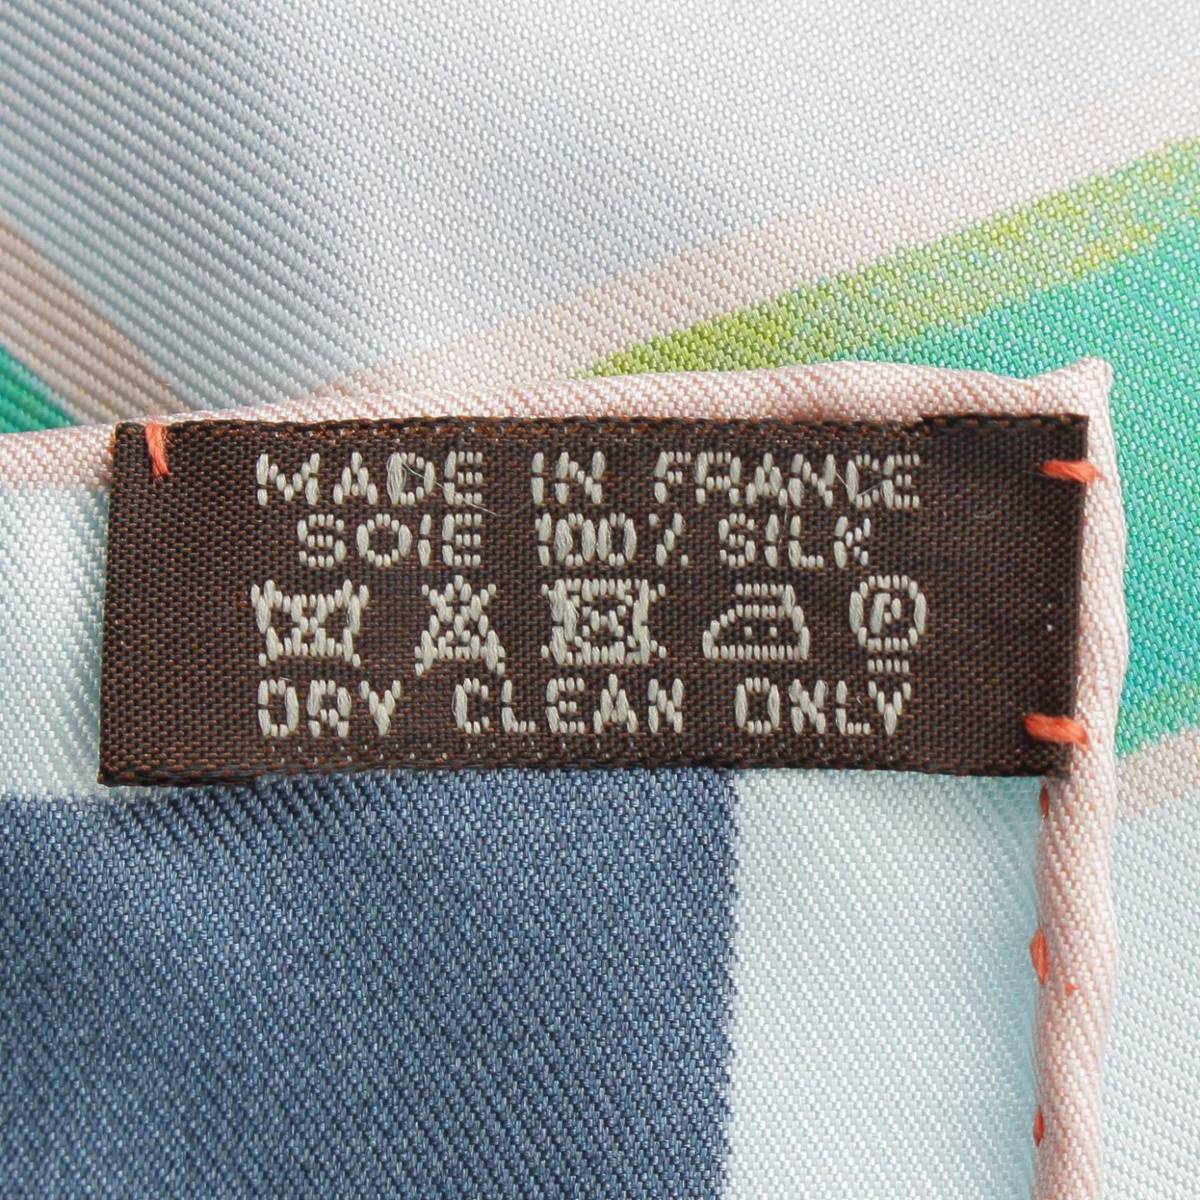 MADE IN FRANCE
SOIE 100% SILK
P
DRY CLEAN ONLY